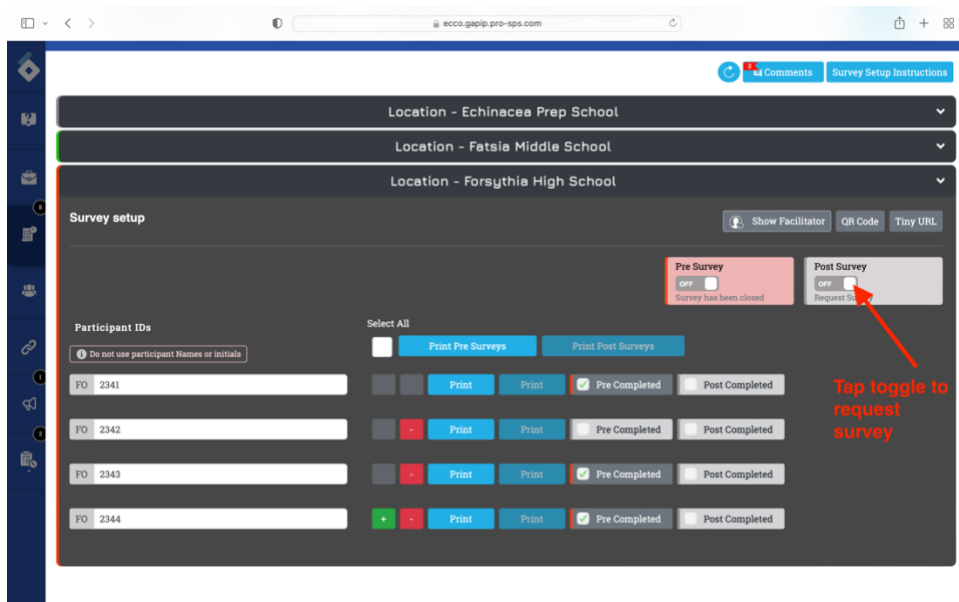 ecco.gapip.pro-sps.com
2 Comments Survey Setup Instructions
Location - Echinacea Prep School
Location - Fatsia Middle School
Location - Forsythia High School
8
Survey setup
Show Facilitator QR Code Tiny URL
Pre Survey Post Survey
OFF OFF
Survey has been closed Request
Participant IDs Select All
Print Pre Surveys Print Post Surveys
Do not use participant Names or initials
FO 2341 Print Print Pre Completed Post Completed
1
Tap toggle to
request
survey
FO 2342 - Print Print Pre Completed Post Completed
FO 2343 - Print Print Pre Completed Post Completed
FO 2344 + - Print Print Pre Completed Post Completed